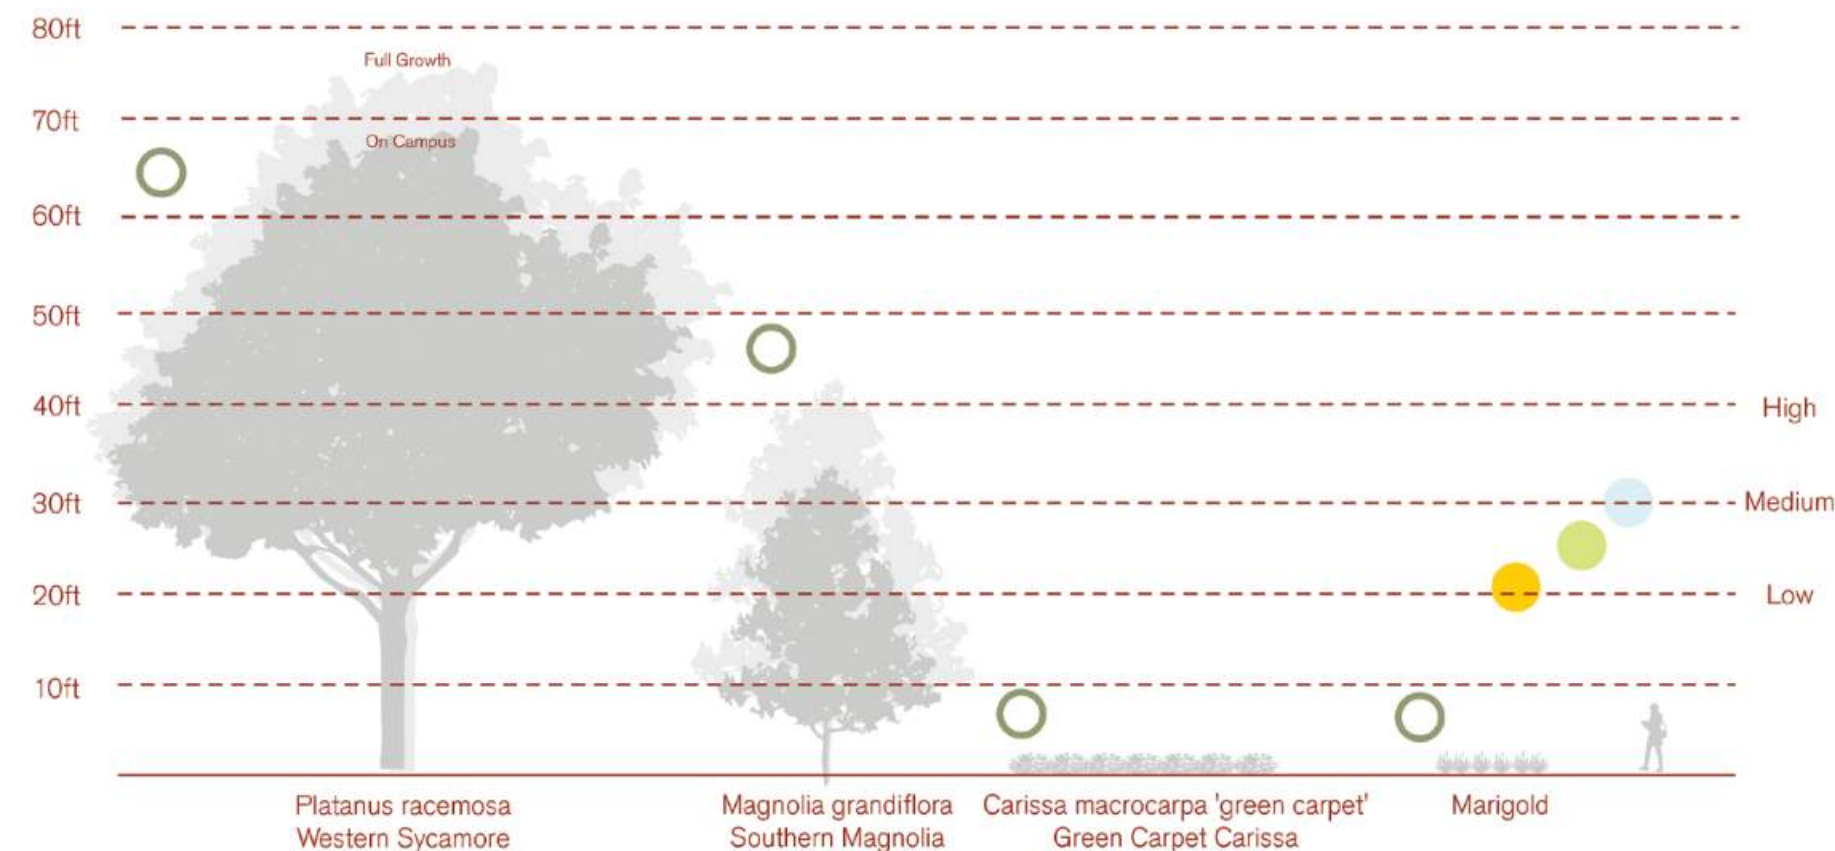 80ft
Full Growth
70ft
On Campus
60ft
50ft
40ft
High
30ft
Medium
20ft
Low
10ft
Platanus racemosa
Western Sycamore
Magnolia grandiflora
Southern Magnolia
Carissa macrocarpa 'green carpet'
Green Carpet Carissa
Marigold